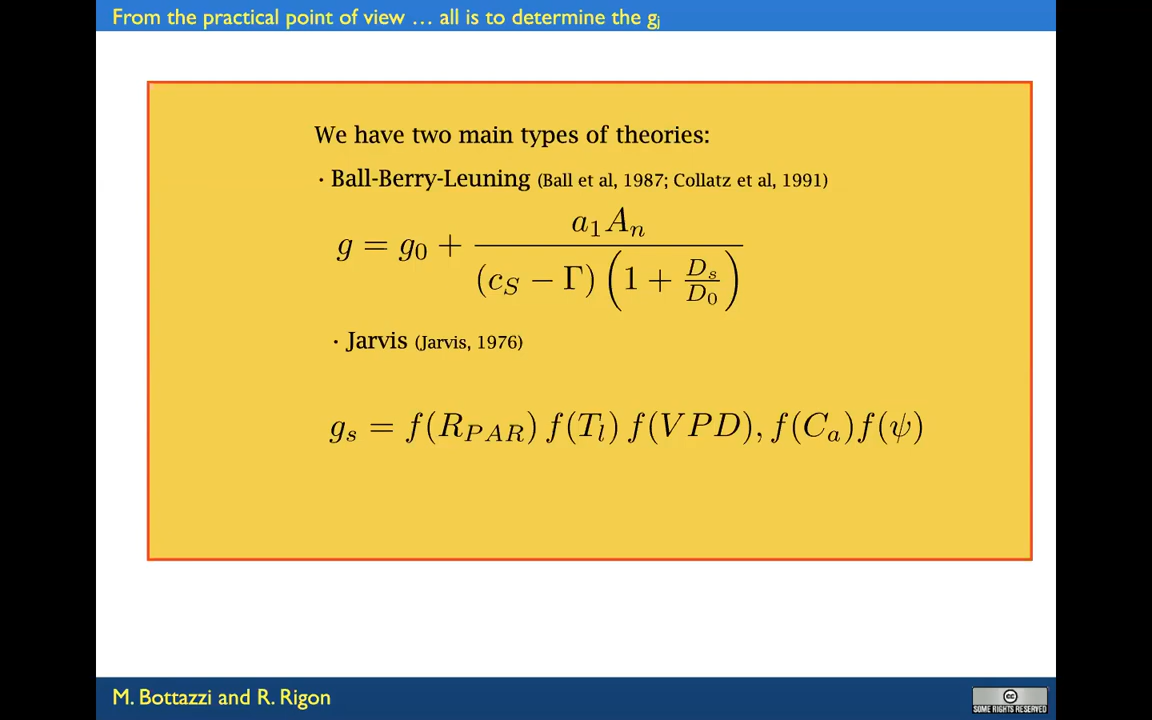 From the practical point of view … all is to determine the gj
We have two main types of theories:
· Ball-Berry-Leuning (Ball et al, 1987; Collatz et al, 1991)
g = g₀ + a₁Aₙ / ((c_S − Γ) (1 + D_s/D₀))
· Jarvis (Jarvis, 1976)
g_s = f(R_PAR) f(T_l) f(VPD), f(C_a)f(ψ)
M. Bottazzi and R. Rigon
cc
SOME RIGHTS RESERVED